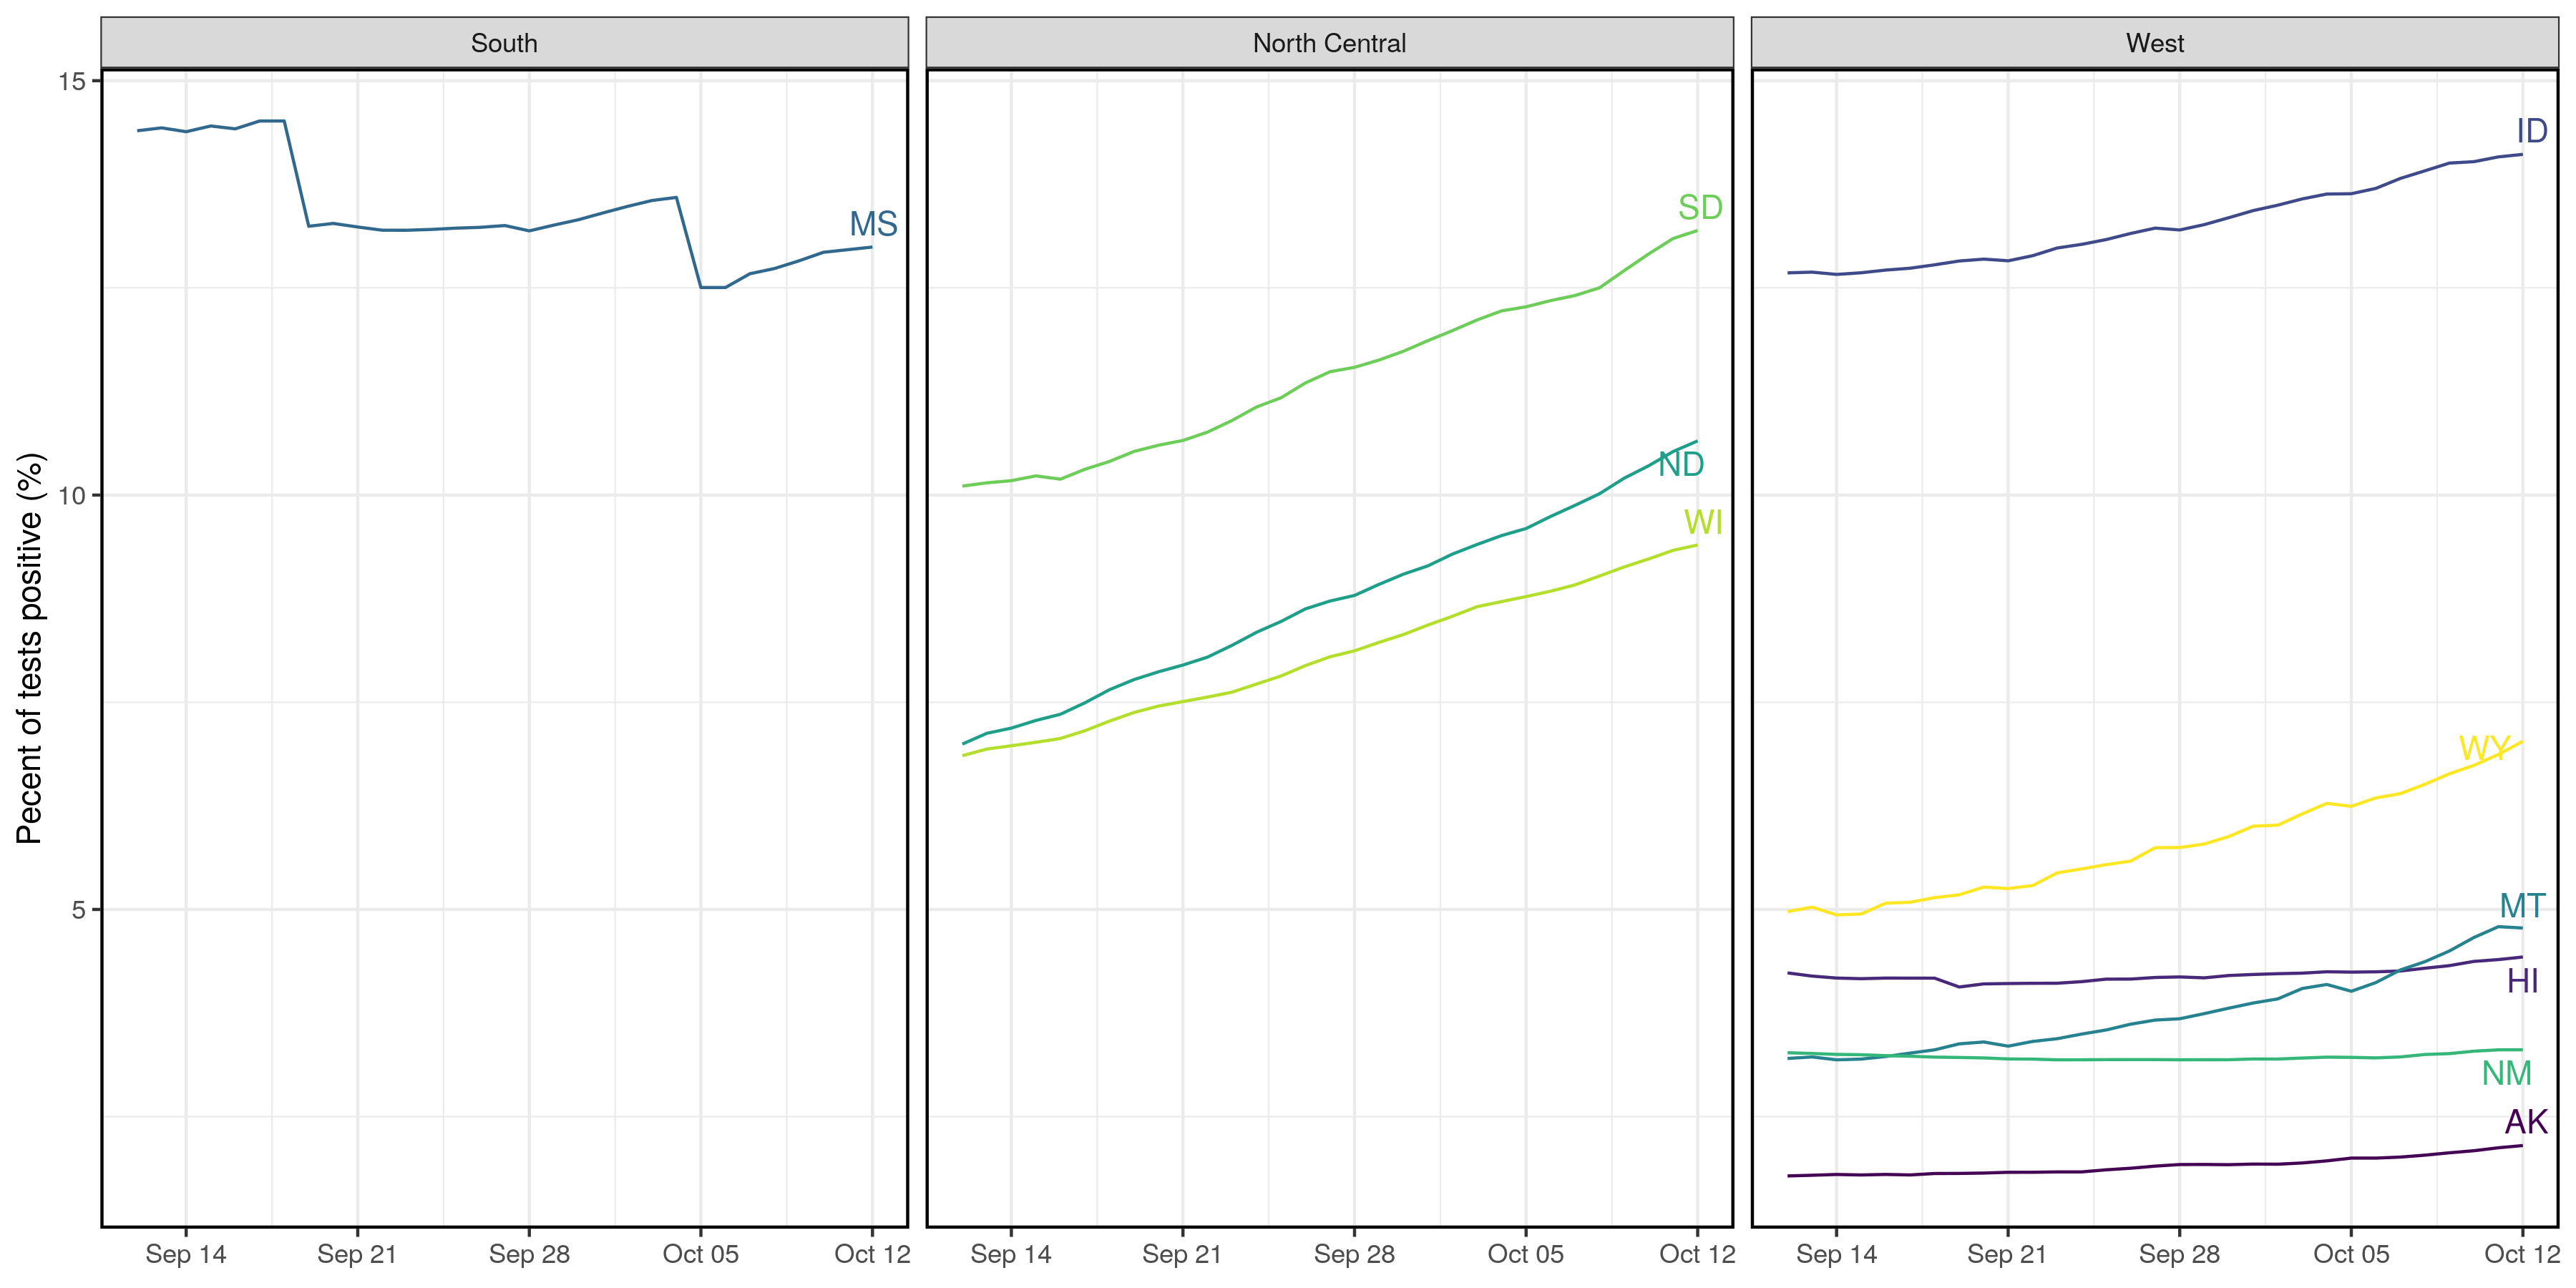 South
North Central
West
Pecent of tests positive (%)
15
10
5
MS
SD
ND
WI
ID
WY
MT
HI
NM
AK
Sep 14 Sep 21 Sep 28 Oct 05 Oct 12
Sep 14 Sep 21 Sep 28 Oct 05 Oct 12
Sep 14 Sep 21 Sep 28 Oct 05 Oct 12